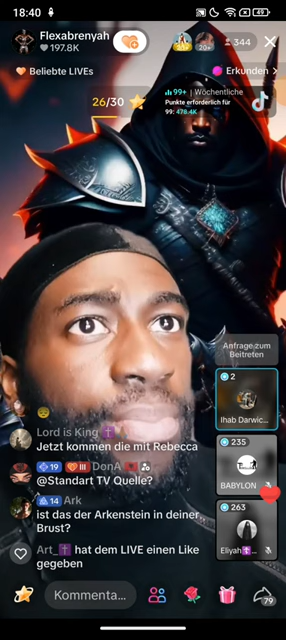 18:40
49
Flexabrenyah
197.8K
20+
344
Beliebte LIVEs
Erkunden >
26/30
99+ | Wöchentliche
Punkte erforderlich für
99: 478.4K
Anfrage zum
Beitreten
2
Ihab Darwic...
235
BABYLON
263
Eliyah✝️...
Lord is King ✝️
Jetzt kommen die mit Rebecca
19 III DonA
@Standart TV Quelle?
14 Ark
ist das der Arkenstein in deiner
Brust?
Art_✝️ hat dem LIVE einen Like
gegeben
Kommenta...
79